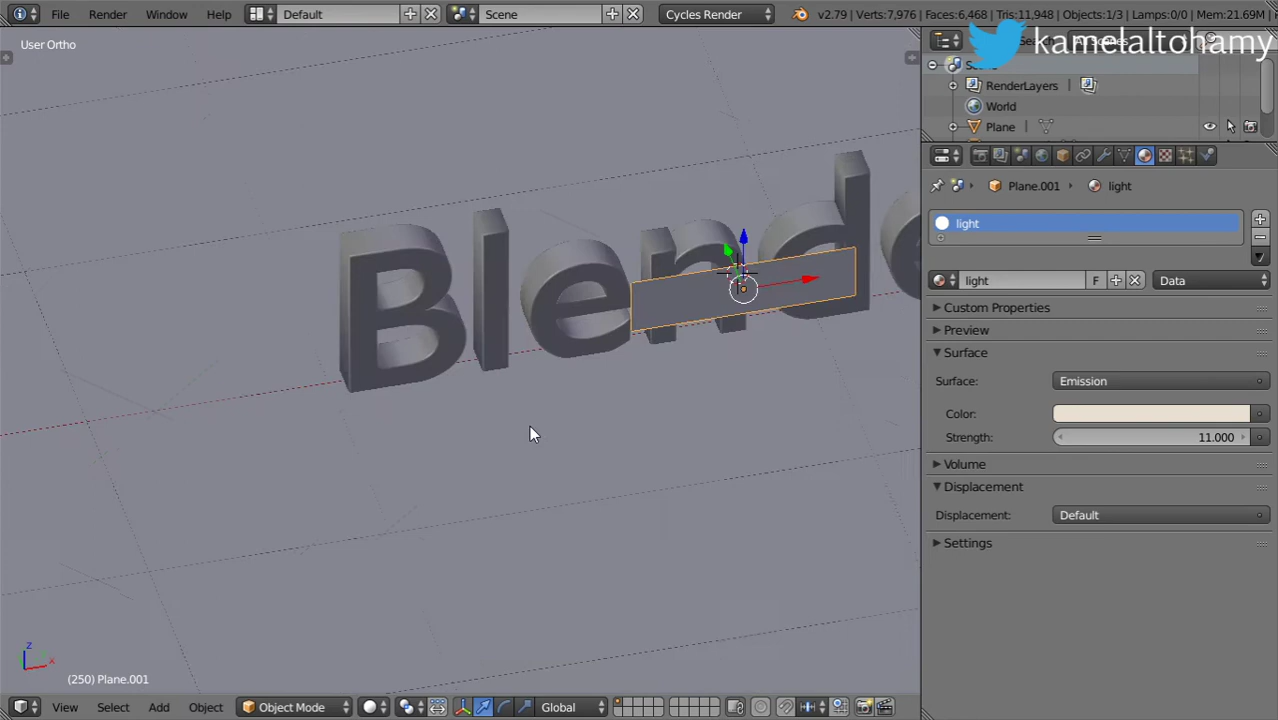 File Render Window Help Default Scene Cycles Render v2.79 | Verts:7,976 | Faces:6,468 | Tris:11,948 | Objects:1/3 | Lamps:0/0 | Mem:21.69M
kamelaltohamy
User Ortho
RenderLayers
World
Plane
Plane.001 light
light
light F Data
Custom Properties
Preview
Surface
Surface: Emission
Color:
Strength: 11.000
Volume
Displacement
Displacement: Default
Settings
Blende
z
x
(250) Plane.001
View Select Add Object Object Mode Global